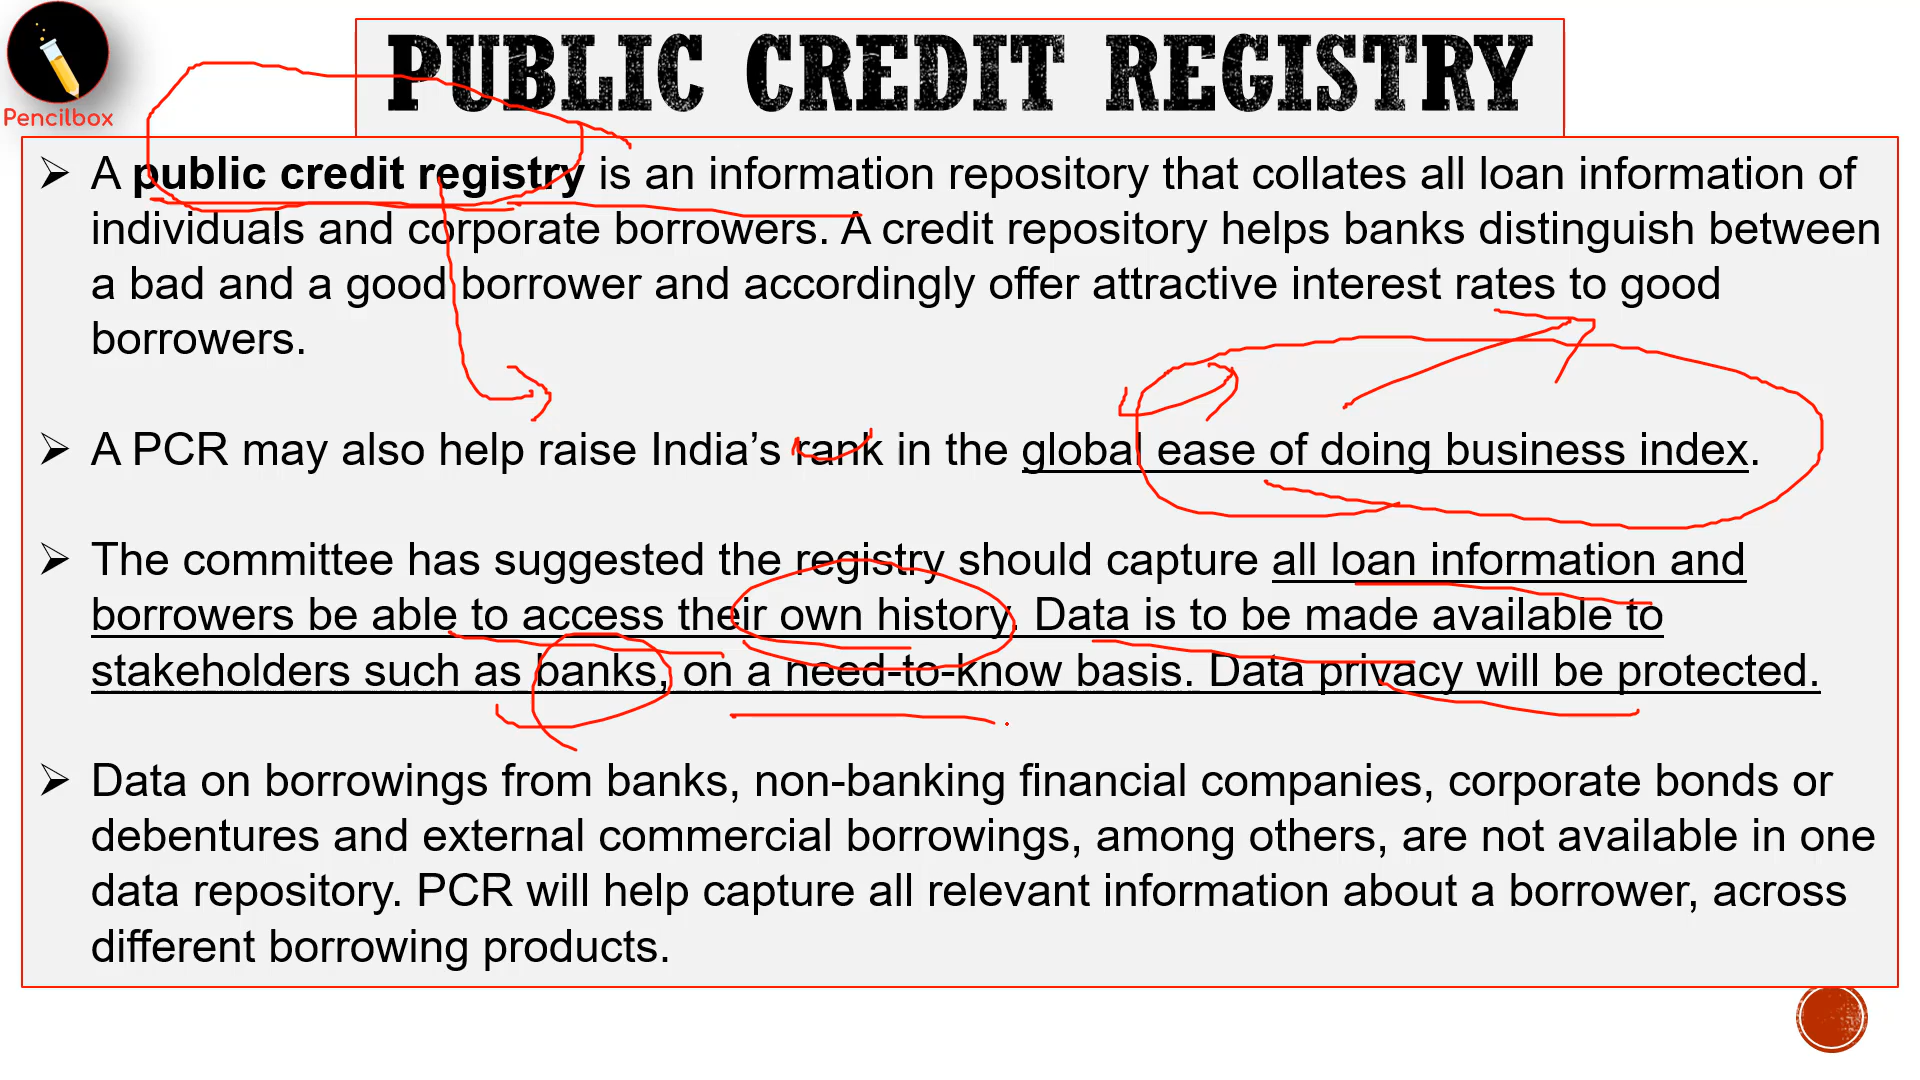 PUBLIC CREDIT REGISTRY
Pencilbox
➢ A public credit registry is an information repository that collates all loan information of
individuals and corporate borrowers. A credit repository helps banks distinguish between
a bad and a good borrower and accordingly offer attractive interest rates to good
borrowers.
➢ A PCR may also help raise India’s rank in the global ease of doing business index.
➢ The committee has suggested the registry should capture all loan information and
borrowers be able to access their own history. Data is to be made available to
stakeholders such as banks, on a need-to-know basis. Data privacy will be protected.
➢ Data on borrowings from banks, non-banking financial companies, corporate bonds or
debentures and external commercial borrowings, among others, are not available in one
data repository. PCR will help capture all relevant information about a borrower, across
different borrowing products.